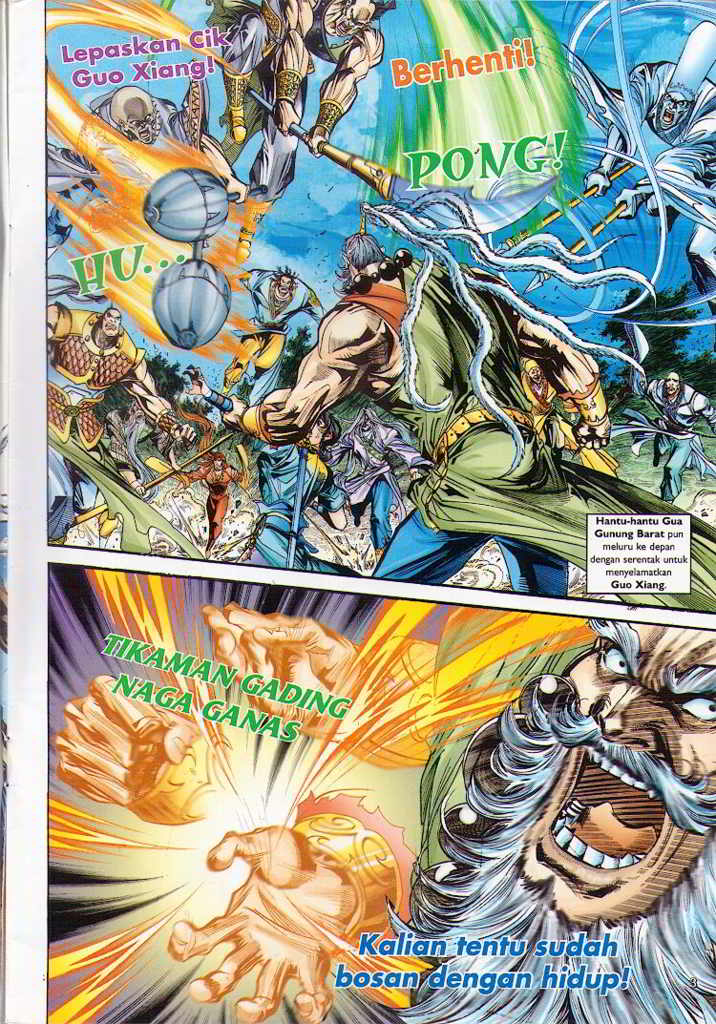 Lepaskan Cik
Guo Xiang!
Berhenti!
PONG!
HU...
Hantu-hantu Gua
Gunung Barat pun
meluru ke depan
dengan serentak untuk
menyelamatkan
Guo Xiang.
TIKAMAN GADING
NAGA GANAS
Kalian tentu sudah
bosan dengan hidup!
3